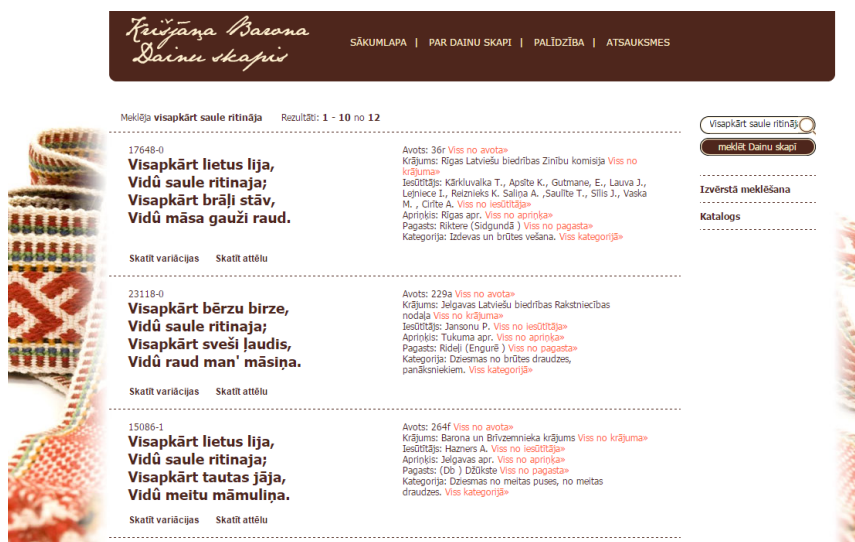 Krišjāņa Barona
Dainu skapis
SĀKUMLAPA | PAR DAINU SKAPI | PALĪDZĪBA | ATSAUKSMES
Meklēja visapkārt saule ritināja Rezultāti: 1 - 10 no 12
Visapkārt saule ritināj
meklēt Dainu skapī
Izvērstā meklēšana
Katalogs
17648-0
Visapkārt lietus lija,
Vidû saule ritinaja;
Visapkārt brāļi stāv,
Vidû māsa gauži raud.
Skatīt variācijas Skatīt attēlu
Avots: 36r Viss no avota»
Krājums: Rīgas Latviešu biedrības Zinību komisija Viss no
krājuma»
Iesūtītājs: Kārkluvalka T., Apsīte K., Gutmane, E., Lauva J.,
Lejniece I., Reiznieks K. Saliņa A. ,Saulīte T., Sīlis J., Vaska
M. , Cirīte A. Viss no iesūtītāja»
Apriņķis: Rīgas apr. Viss no apriņķa»
Pagasts: Riktere (Sidgundā ) Viss no pagasta»
Kategorija: Izdevas un brūtes vešana. Viss kategorijā»
23118-0
Visapkārt bērzu birze,
Vidû saule ritinaja;
Visapkārt sveši ļaudis,
Vidû raud man' māsiņa.
Skatīt variācijas Skatīt attēlu
Avots: 229a Viss no avota»
Krājums: Jelgavas Latviešu biedrības Rakstniecības
nodaļa Viss no krājuma»
Iesūtītājs: Jansonu P. Viss no iesūtītāja»
Apriņķis: Tukuma apr. Viss no apriņķa»
Pagasts: Rideļi (Engurē ) Viss no pagasta»
Kategorija: Dziesmas no brūtes draudzes,
panāksniekiem. Viss kategorijā»
15086-1
Visapkārt lietus lija,
Vidû saule ritinaja;
Visapkārt tautas jāja,
Vidû meitu māmuliņa.
Skatīt variācijas Skatīt attēlu
Avots: 264f Viss no avota»
Krājums: Barona un Brīvzemnieka krājums Viss no krājuma»
Iesūtītājs: Hazners A. Viss no iesūtītāja»
Apriņķis: Jelgavas apr. Viss no apriņķa»
Pagasts: (Db ) Džūkste Viss no pagasta»
Kategorija: Dziesmas no meitas puses, no meitas
draudzes. Viss kategorijā»